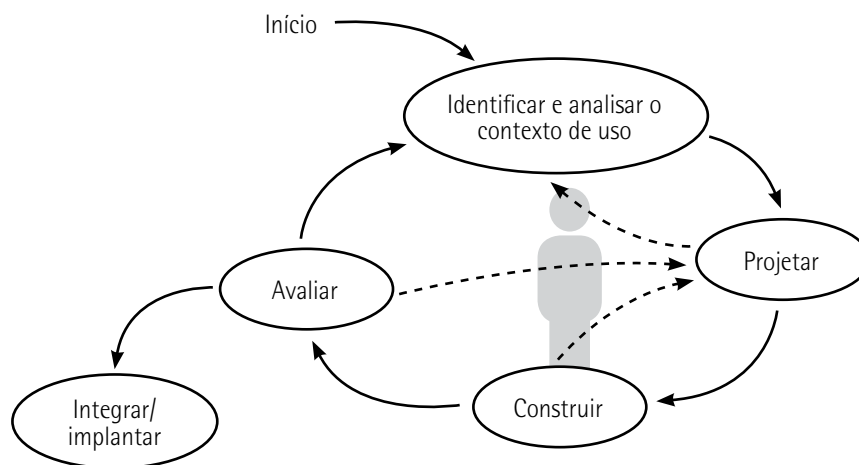 Início
Identificar e analisar o
contexto de uso
Projetar
Avaliar
Construir
Integrar/
implantar